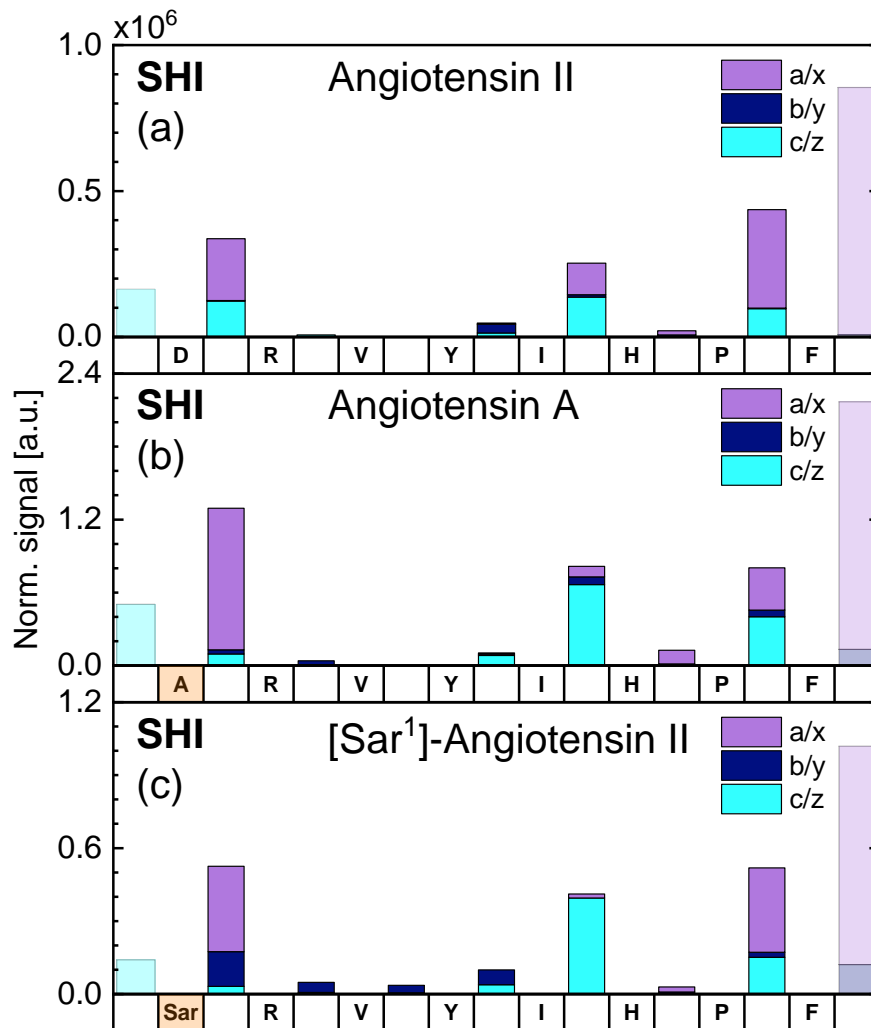 x10⁶
1.0
SHI
Angiotensin II
a/x
(a)
b/y
c/z
0.5
0.0
D R V Y I H P F
2.4
SHI
Angiotensin A
a/x
(b)
b/y
c/z
1.2
0.0
A R V Y I H P F
1.2
SHI
[Sar¹]-Angiotensin II
a/x
(c)
b/y
c/z
0.6
0.0
Sar R V Y I H P F
Norm. signal [a.u.]